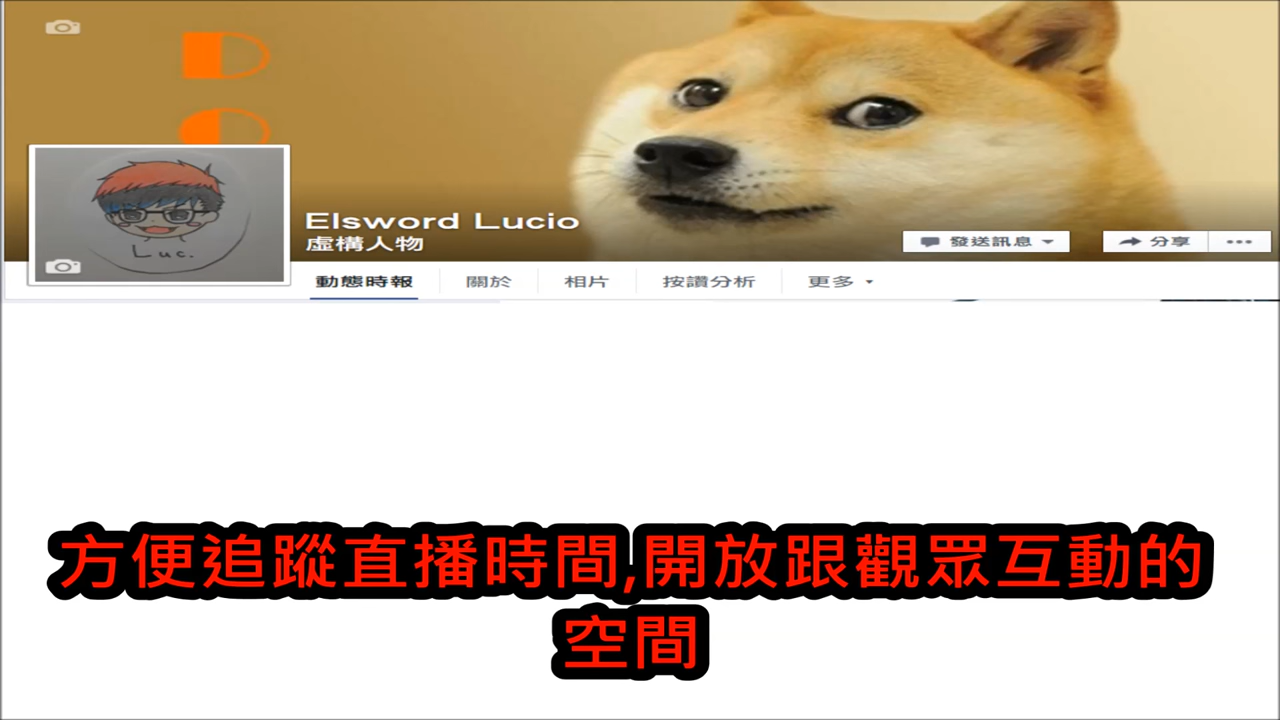 Luc.
Elsword Lucio
虛構人物
發送訊息
分享
動態時報
關於
相片
按讚分析
更多
方便追蹤直播時間,開放跟觀眾互動的
空間